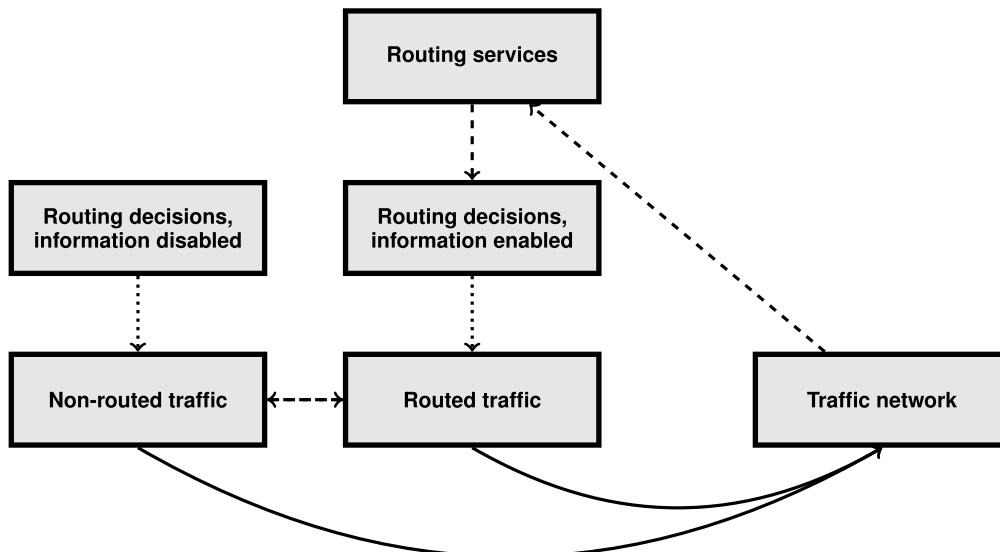 Routing services
Routing decisions,
information disabled
Routing decisions,
information enabled
Non-routed traffic
Routed traffic
Traffic network